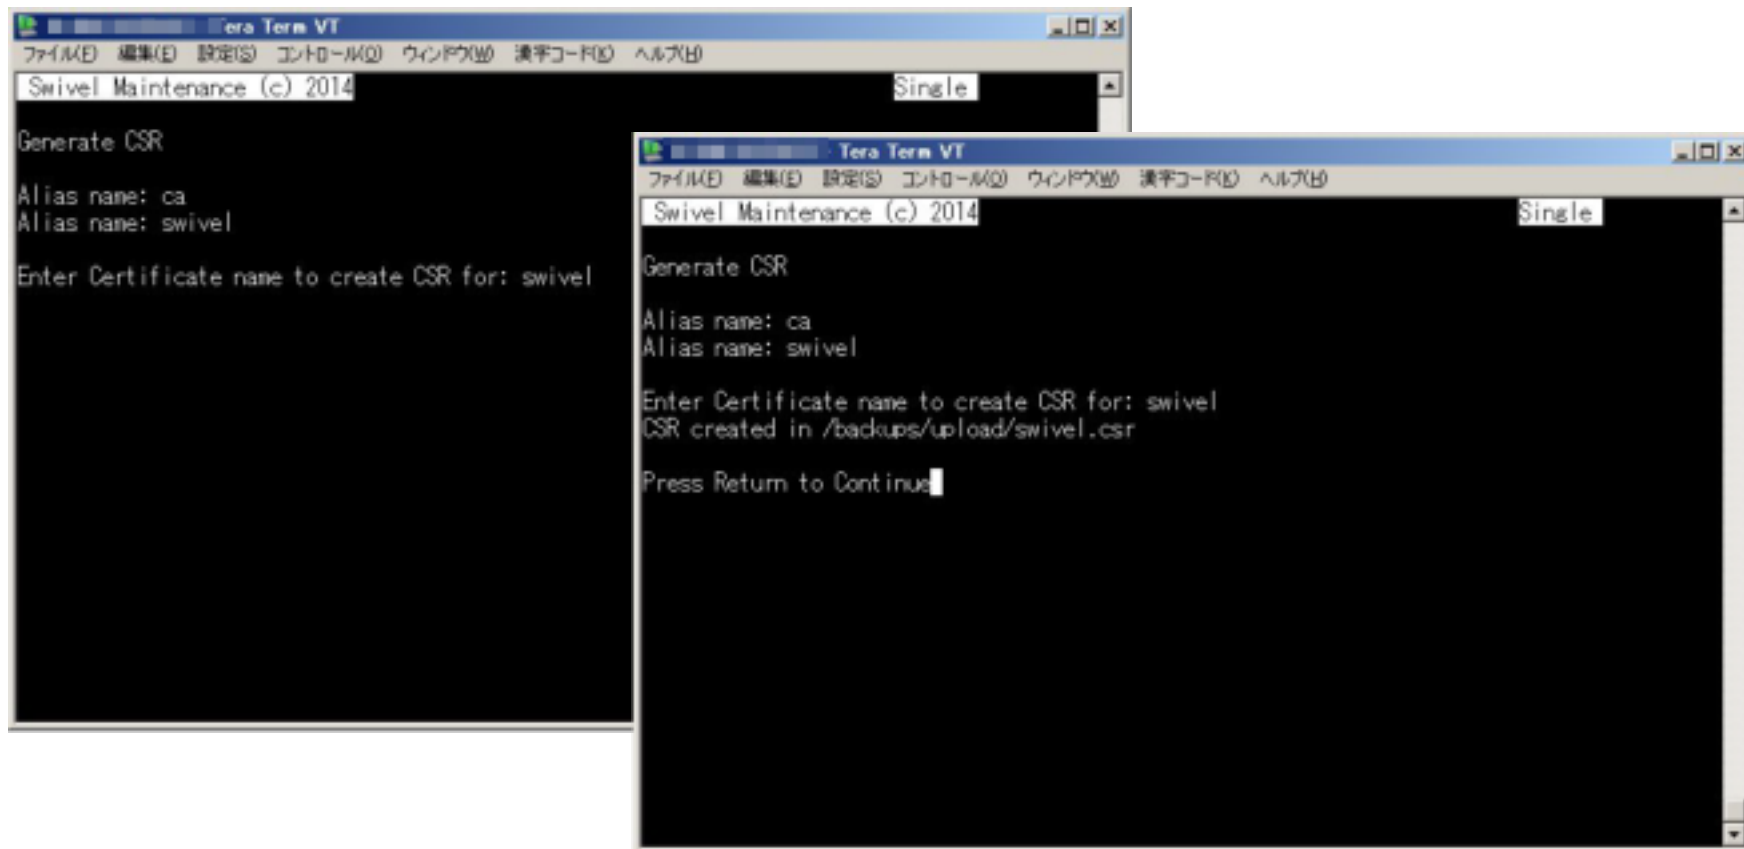 Tera Term VT
ファイル(F) 編集(E) 設定(S) コントロール(O) ウィンドウ(W) 漢字コード(K) ヘルプ(H)
Swivel Maintenance (c) 2014 Single
Generate CSR
Alias name: ca
Alias name: swivel
Enter Certificate name to create CSR for: swivel
Tera Term VT
ファイル(F) 編集(E) 設定(S) コントロール(O) ウィンドウ(W) 漢字コード(K) ヘルプ(H)
Swivel Maintenance (c) 2014 Single
Generate CSR
Alias name: ca
Alias name: swivel
Enter Certificate name to create CSR for: swivel
CSR created in /backups/upload/swivel.csr
Press Return to Continue